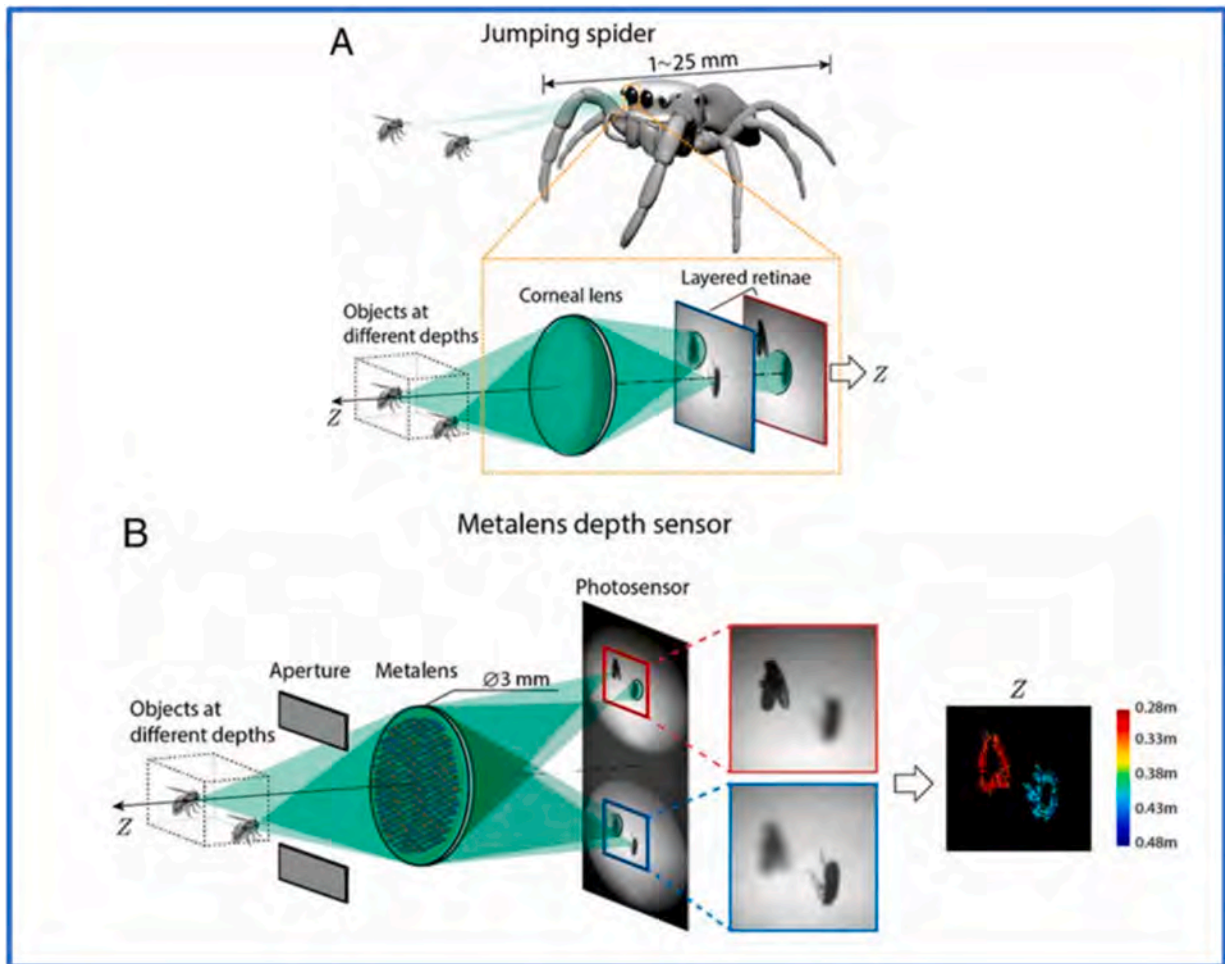 A
Jumping spider
1~25 mm
Layered retinae
Corneal lens
Objects at
different depths
Z
Z
B
Metalens depth sensor
Photosensor
Aperture
Metalens
Ø3 mm
Objects at
different depths
Z
Z
0.28m
0.33m
0.38m
0.43m
0.48m